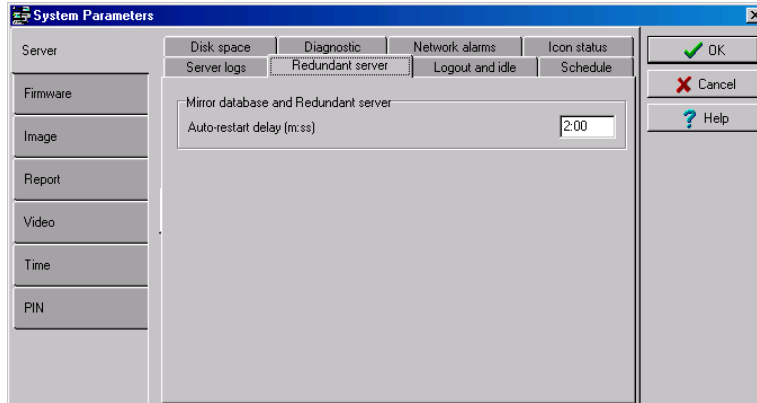 System Parameters
Server
Firmware
Image
Report
Video
Time
PIN
Disk space
Diagnostic
Network alarms
Icon status
Server logs
Redundant server
Logout and idle
Schedule
Mirror database and Redundant server
Auto-restart delay (m:ss)
2:00
OK
Cancel
Help